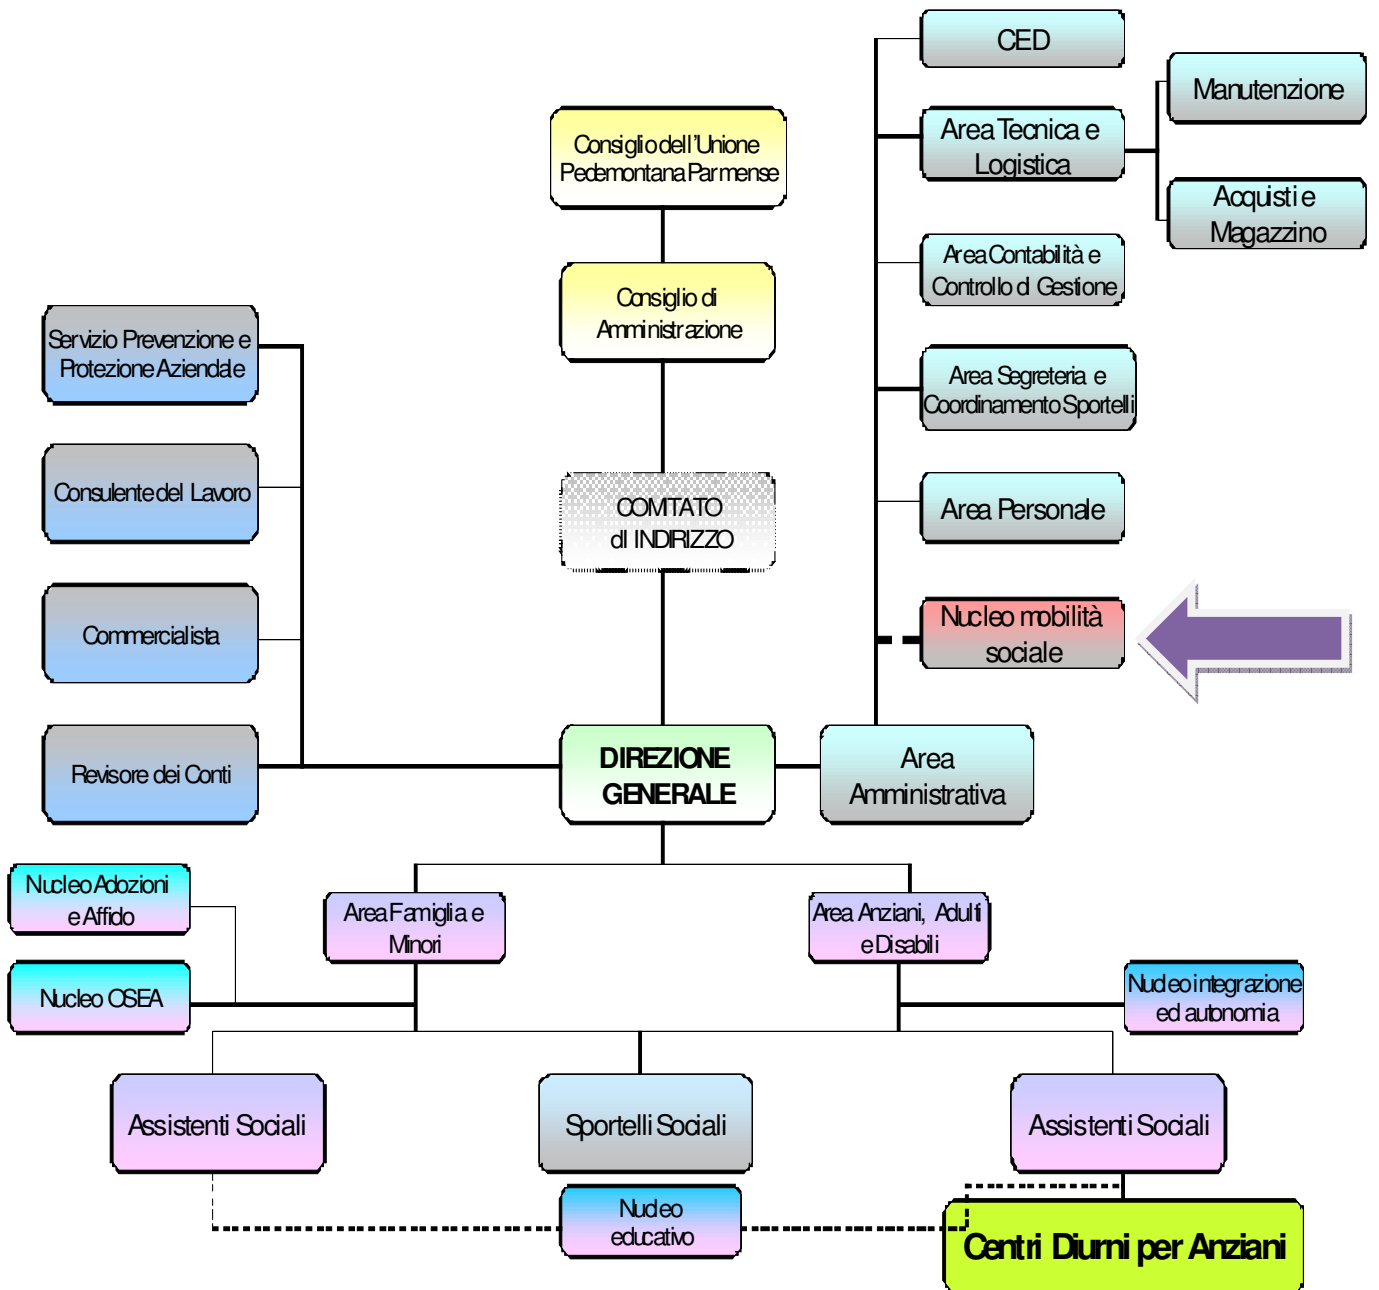 CED
Manutenzione
Area Tecnica e
Logistica
Consiglio dell'Unione
Pedemontana Parmense
Acquisti e
Magazzino
Area Contabilità e
Controllo di Gestione
Consiglio di
Amministrazione
Servizio Prevenzione e
Protezione Aziendale
Area Segreteria e
Coordinamento Sportelli
Consulente del Lavoro
COMITATO
dI INDIRIZZO
Area Personale
Nucleo mobilità
sociale
Commercialista
Revisore dei Conti
DIREZIONE
GENERALE
Area
Amministrativa
Nucleo Adozioni
e Affido
Area Famiglia e
Minori
Area Anziani, Adulti
e Disabili
Nucleo OSEA
Nucleo integrazione
ed autonomia
Assistenti Sociali
Sportelli Sociali
Assistenti Sociali
Nucleo
educativo
Centri Diurni per Anziani